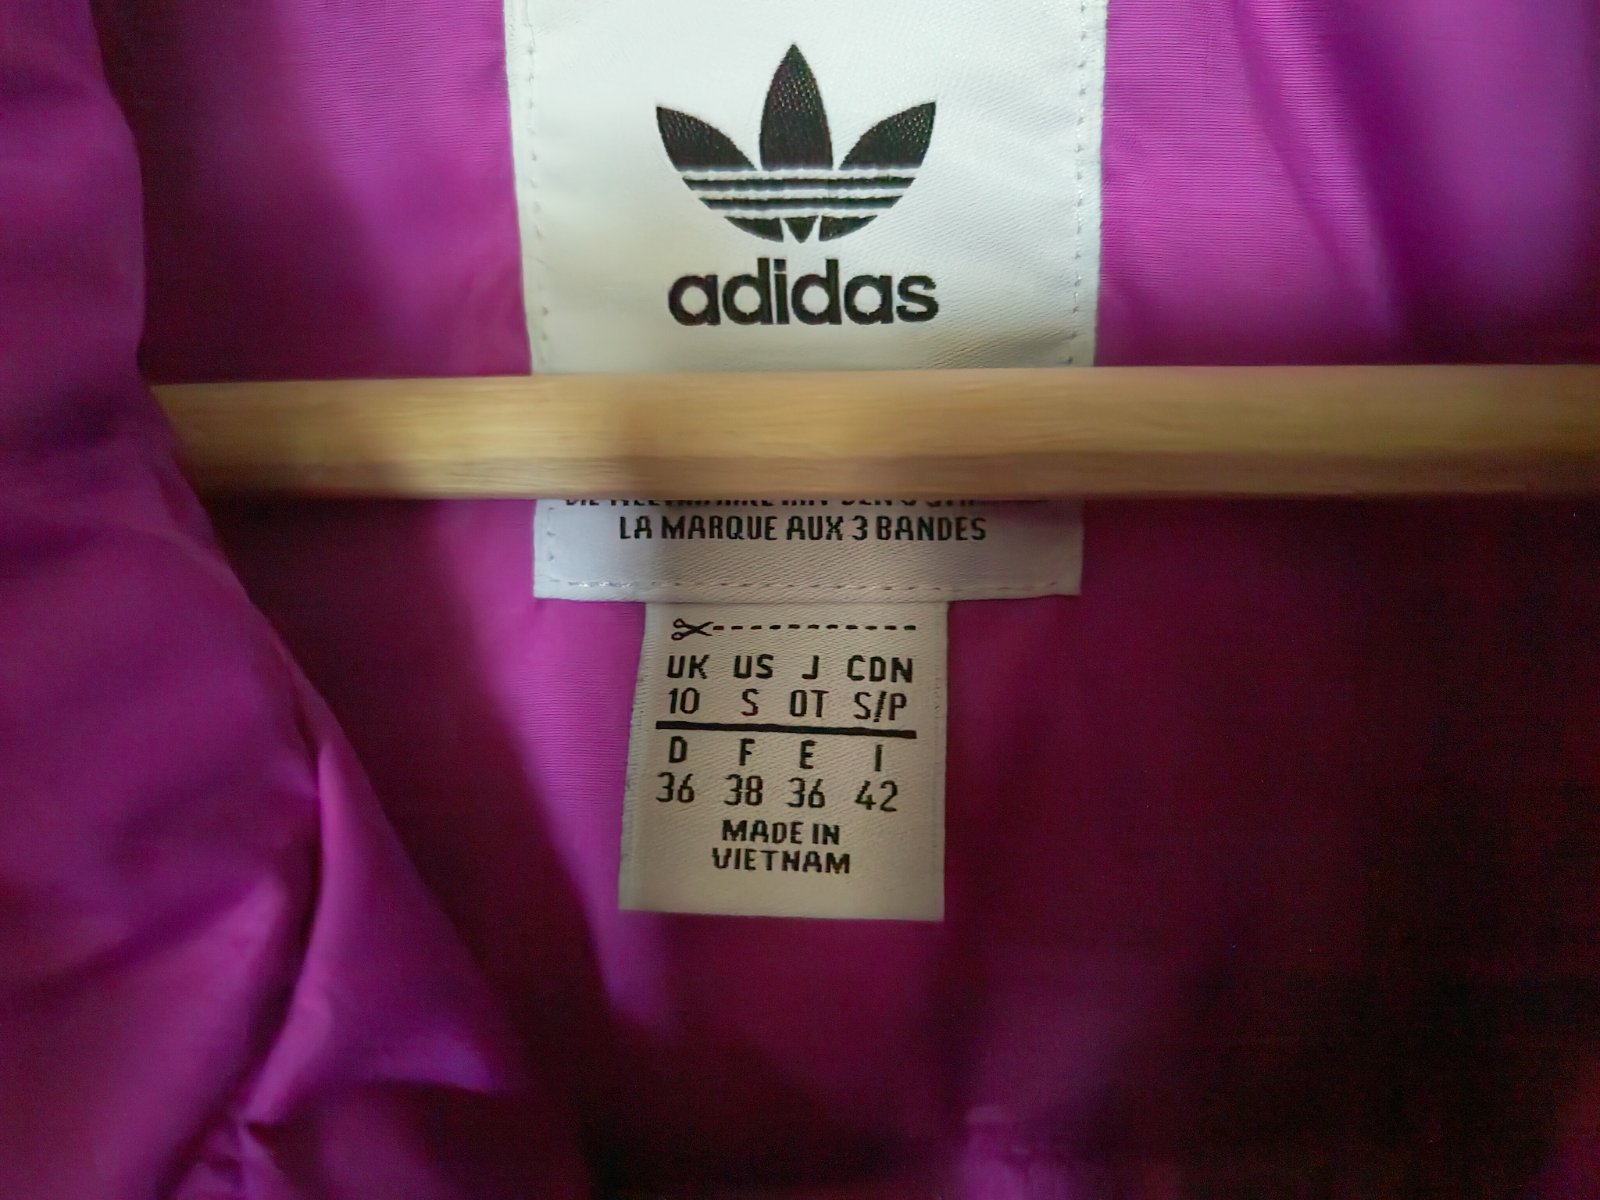 adidas
LA MARQUE AUX 3 BANDES
UK US J CDN
10 S OT S/P
D F E I
36 38 36 42
MADE IN
VIETNAM